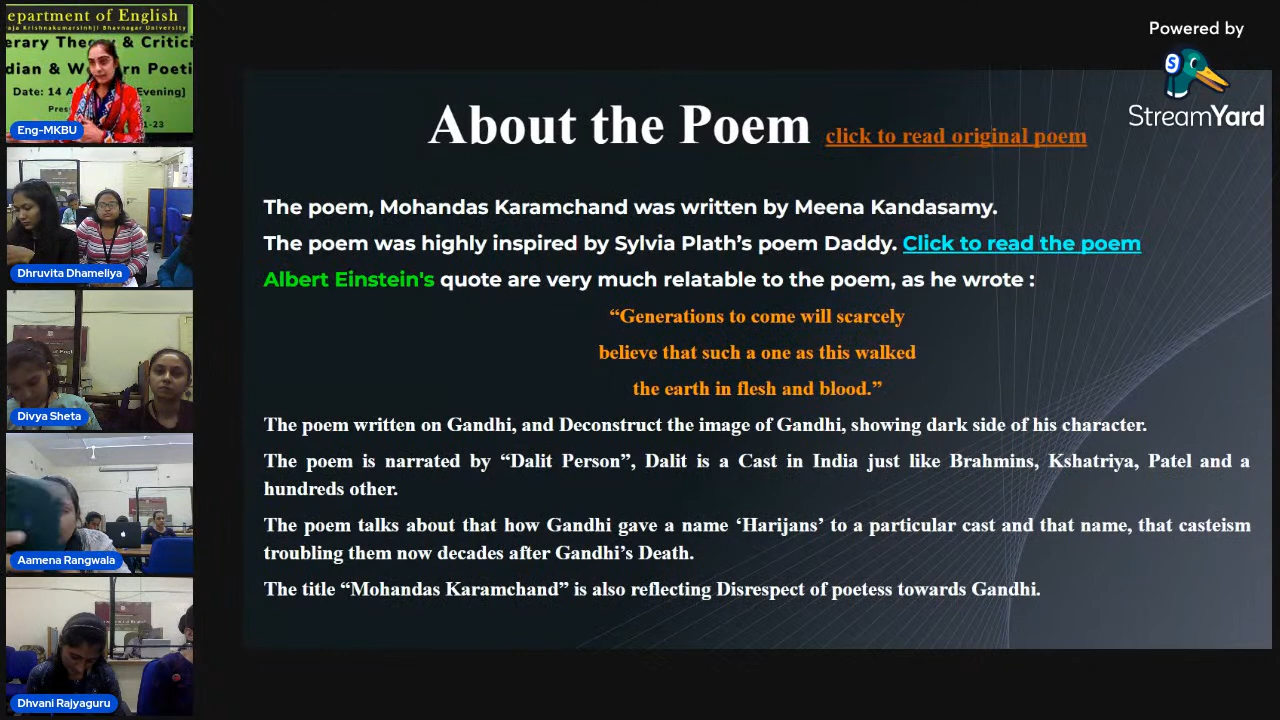 epartment of English
aja Krishnakumarsinhji Bhavnagar University
erary Theory & Critici
dian & W rn Poeti
Date: 14 A Evening]
Pres 2
1-23
Eng-MKBU
Dhruvita Dhameliya
Divya Sheta
Aamena Rangwala
Dhvani Rajyaguru
Powered by
S
StreamYard
About the Poem click to read original poem
The poem, Mohandas Karamchand was written by Meena Kandasamy.
The poem was highly inspired by Sylvia Plath’s poem Daddy. Click to read the poem
Albert Einstein's quote are very much relatable to the poem, as he wrote :
“Generations to come will scarcely
believe that such a one as this walked
the earth in flesh and blood.”
The poem written on Gandhi, and Deconstruct the image of Gandhi, showing dark side of his character.
The poem is narrated by “Dalit Person”, Dalit is a Cast in India just like Brahmins, Kshatriya, Patel and a
hundreds other.
The poem talks about that how Gandhi gave a name ‘Harijans’ to a particular cast and that name, that casteism
troubling them now decades after Gandhi’s Death.
The title “Mohandas Karamchand” is also reflecting Disrespect of poetess towards Gandhi.